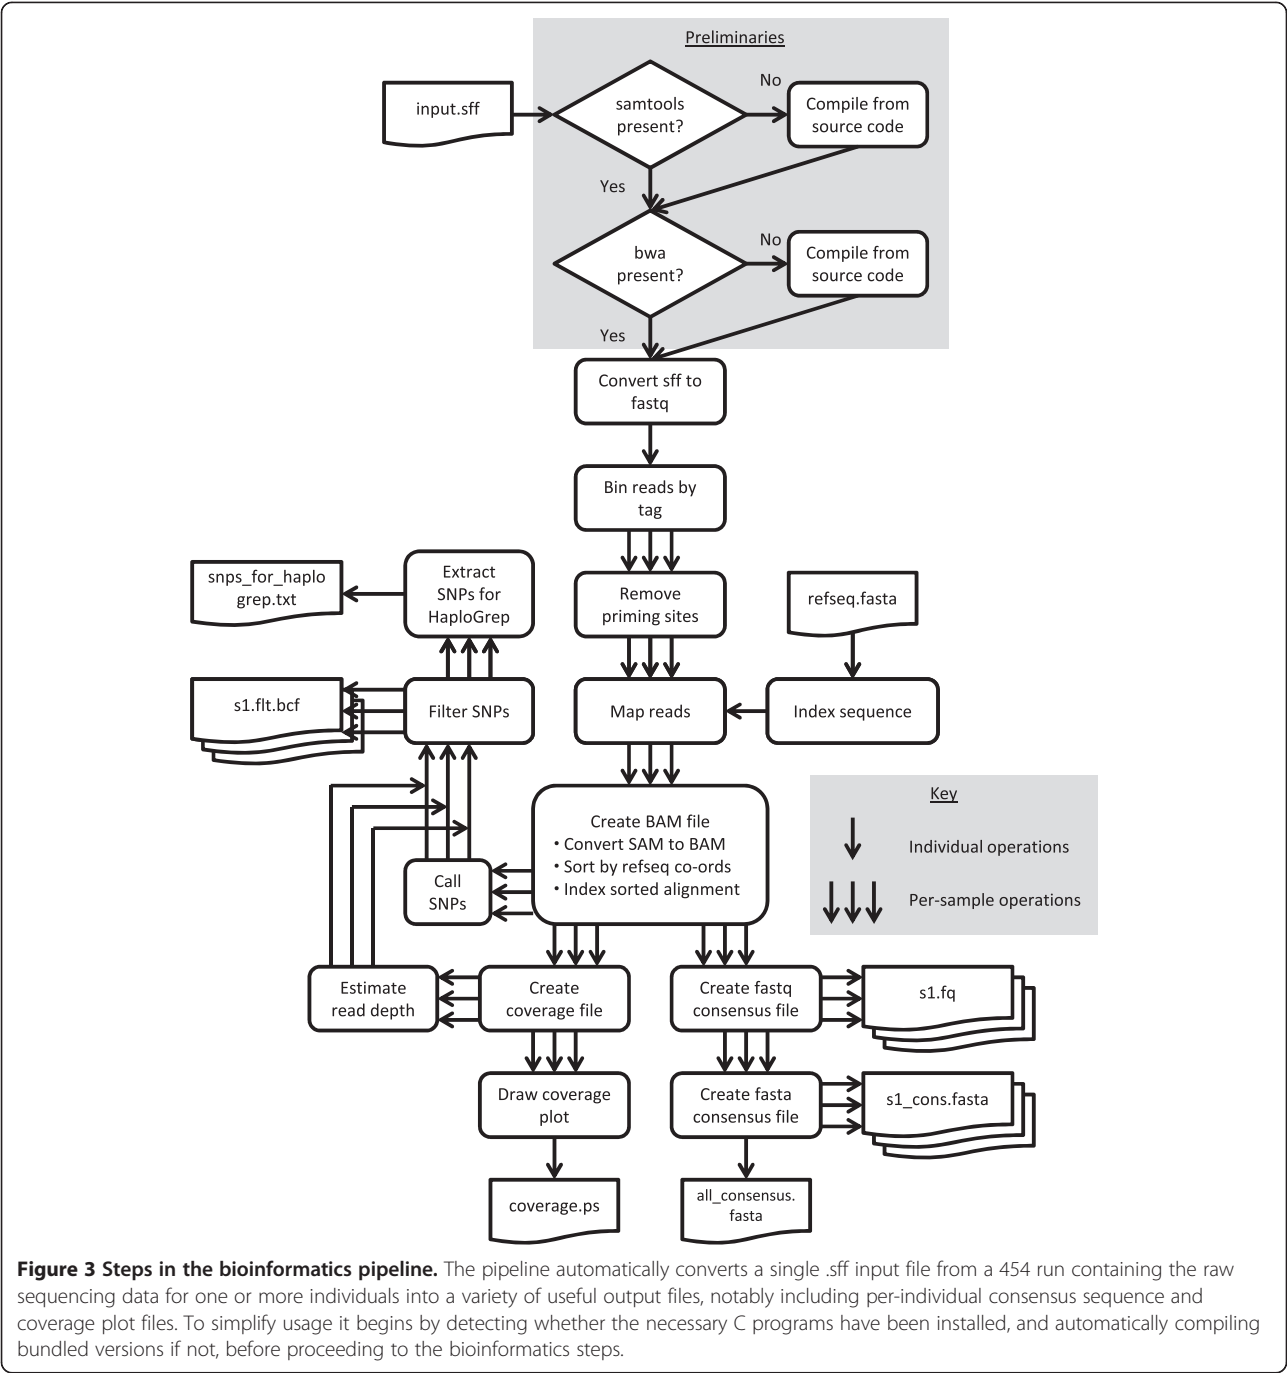 Preliminaries
input.sff
samtools
present?
No
Compile from
source code
Yes
bwa
present?
No
Compile from
source code
Yes
Convert sff to
fastq
Bin reads by
tag
snps_for_haplo
grep.txt
Extract
SNPs for
HaploGrep
Remove
priming sites
refseq.fasta
s1.flt.bcf
Filter SNPs
Map reads
Index sequence
Create BAM file
• Convert SAM to BAM
• Sort by refseq co-ords
• Index sorted alignment
Key
Individual operations
Per-sample operations
Call
SNPs
Estimate
read depth
Create
coverage file
Create fastq
consensus file
s1.fq
Draw coverage
plot
Create fasta
consensus file
s1_cons.fasta
coverage.ps
all_consensus.
fasta
Figure 3 Steps in the bioinformatics pipeline. The pipeline automatically converts a single .sff input file from a 454 run containing the raw
sequencing data for one or more individuals into a variety of useful output files, notably including per-individual consensus sequence and
coverage plot files. To simplify usage it begins by detecting whether the necessary C programs have been installed, and automatically compiling
bundled versions if not, before proceeding to the bioinformatics steps.